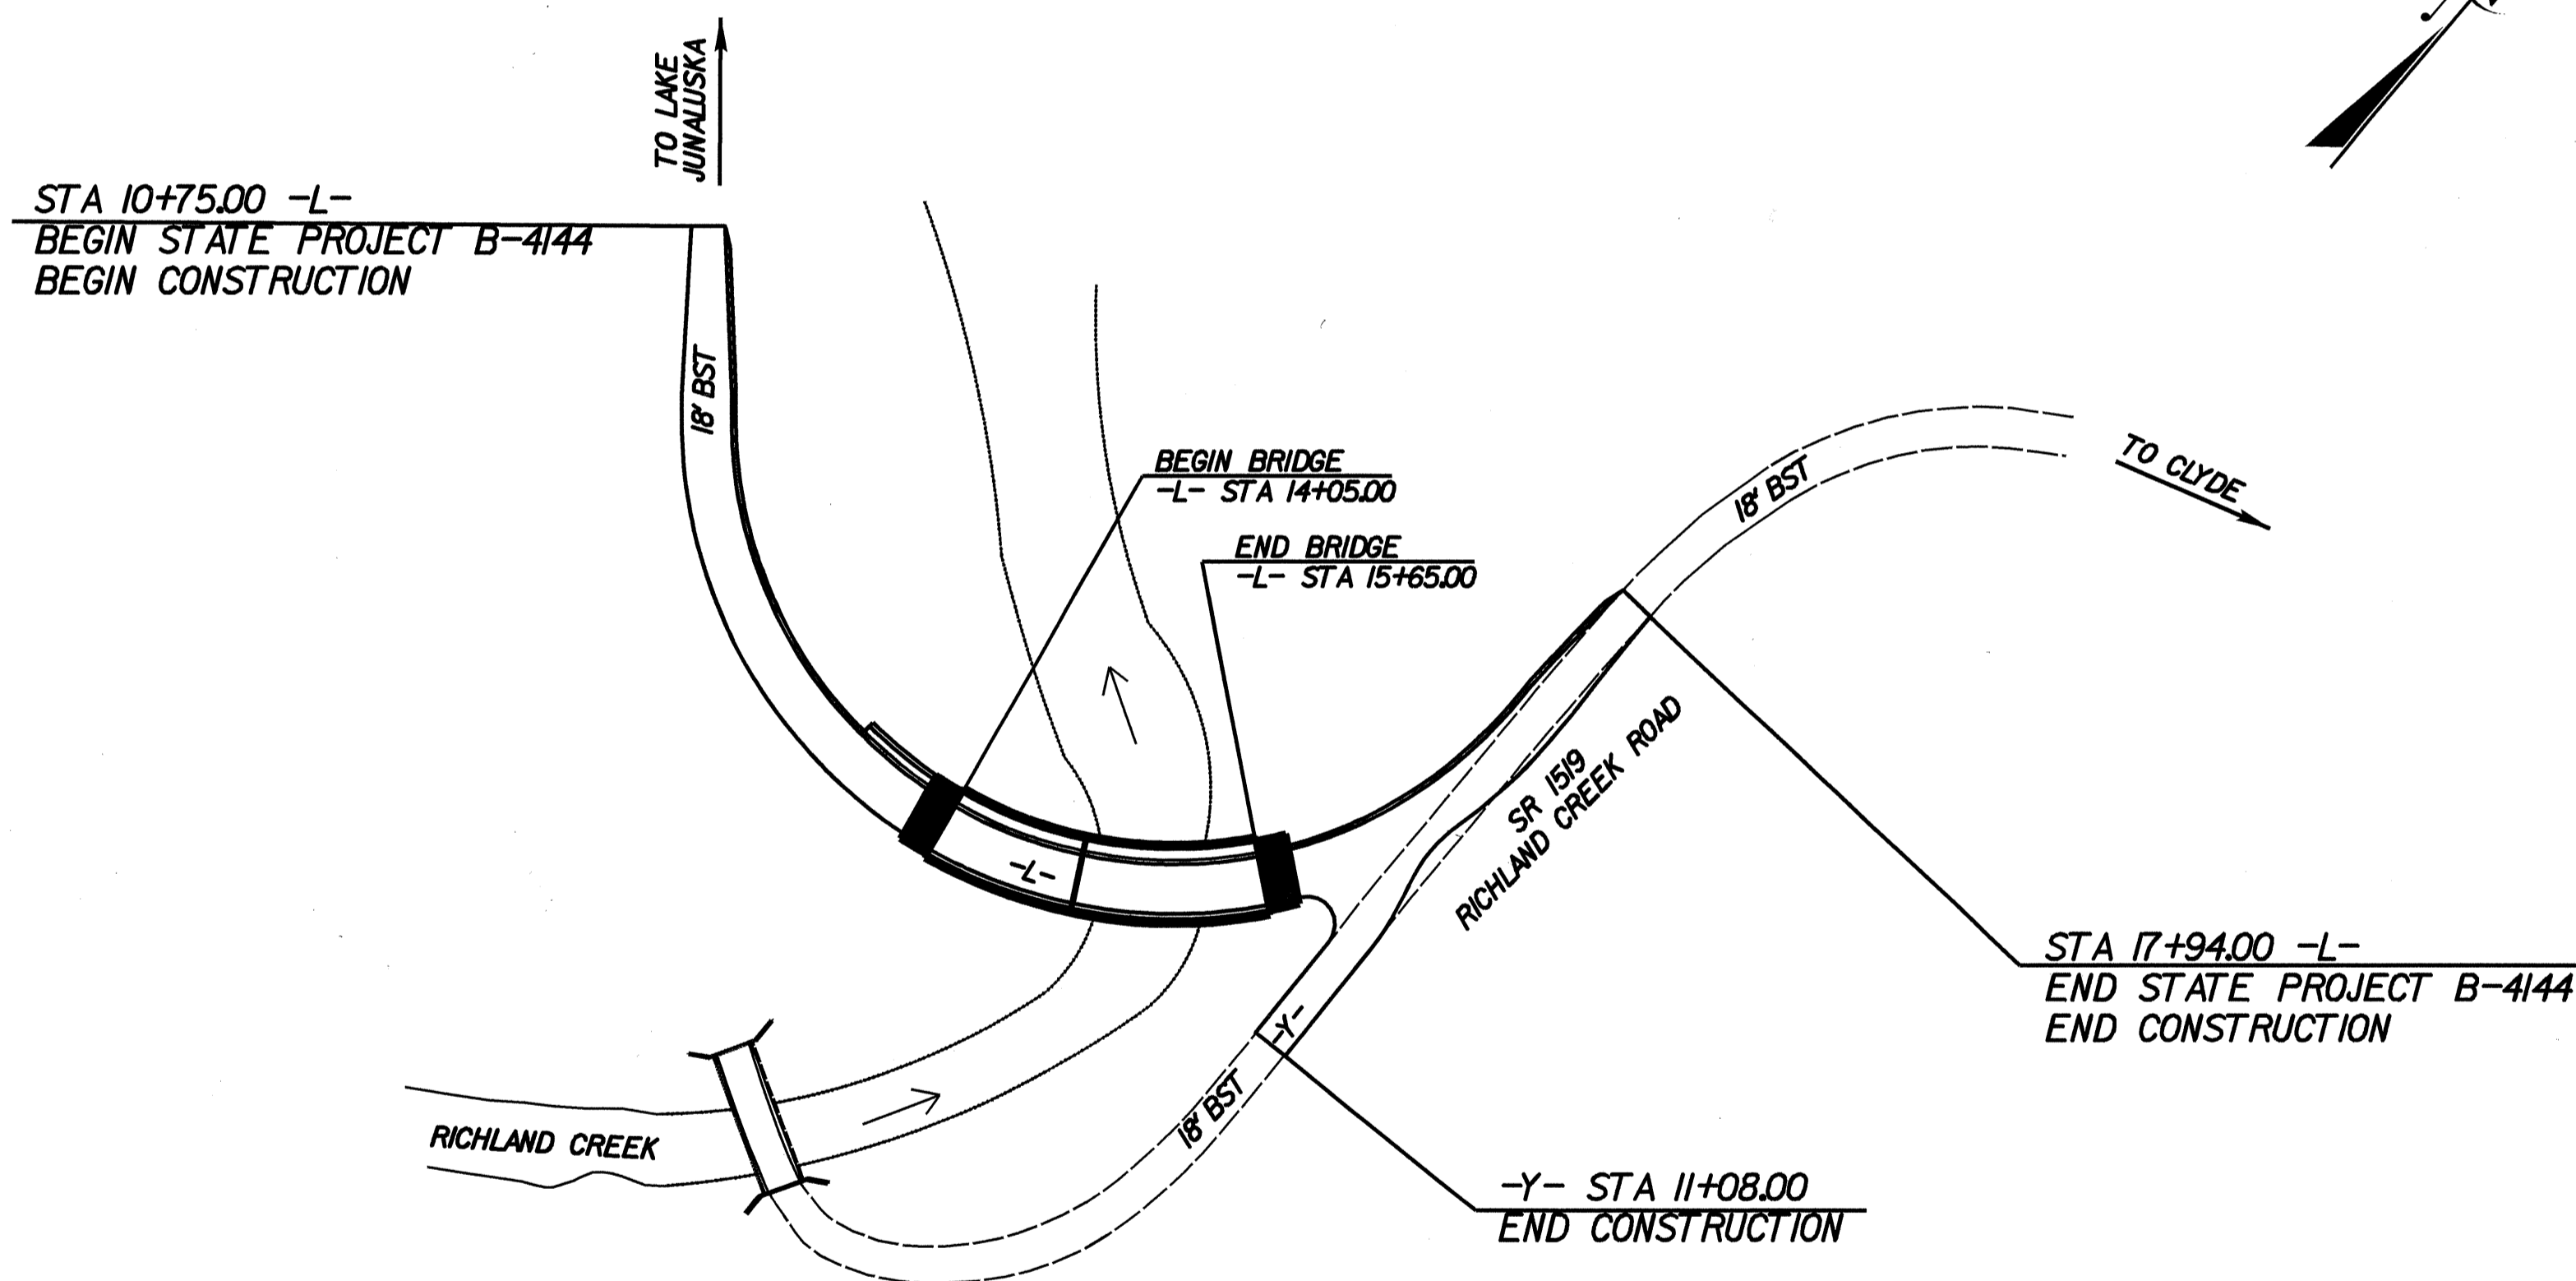 TO LAKE
JUNALUSKA
STA 10+75.00 -L-
BEGIN STATE PROJECT B-4144
BEGIN CONSTRUCTION
18' BST
BEGIN BRIDGE
-L- STA 14+05.00
END BRIDGE
-L- STA 15+65.00
18' BST
TO CLYDE
SR 1519
RICHLAND CREEK ROAD
-L-
STA 17+94.00 -L-
END STATE PROJECT B-4144
END CONSTRUCTION
-Y-
18' BST
RICHLAND CREEK
-Y- STA 11+08.00
END CONSTRUCTION